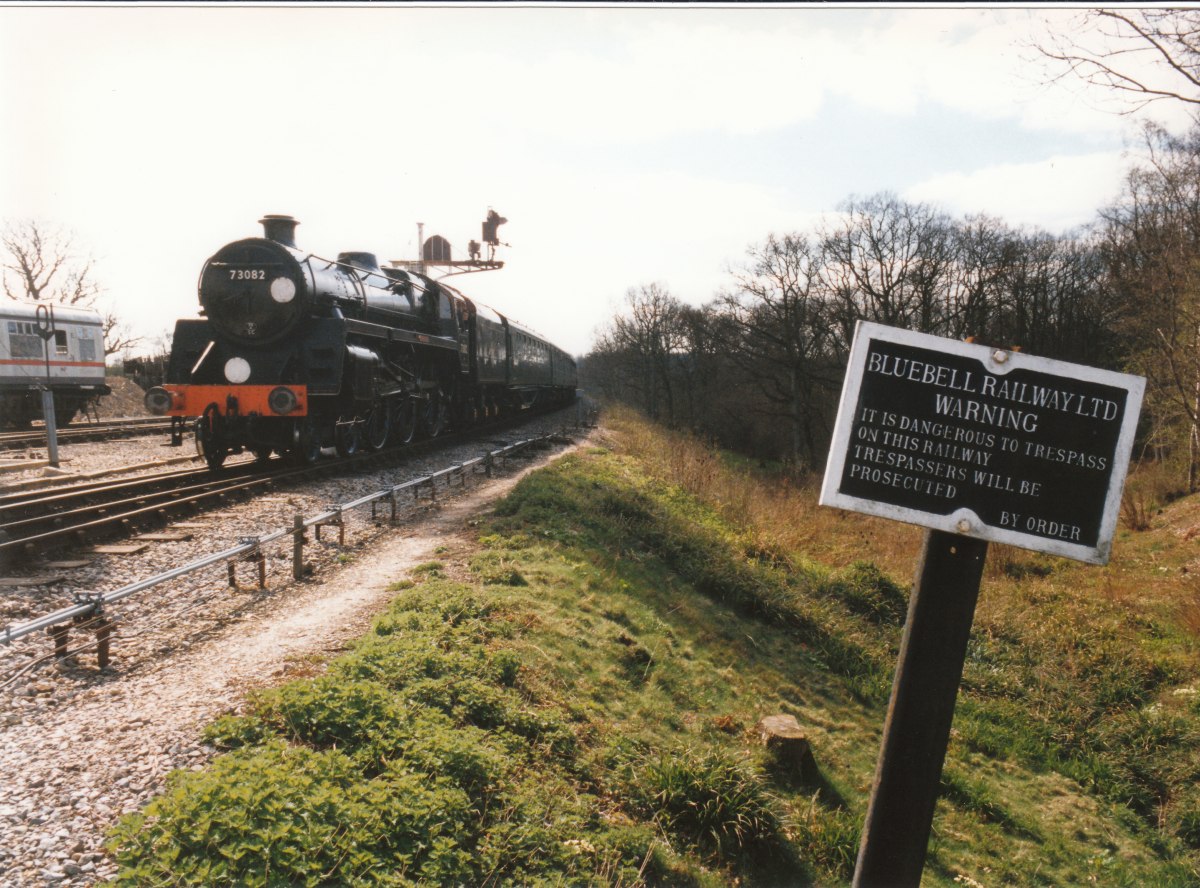 73082
BLUEBELL RAILWAY LTD
WARNING
IT IS DANGEROUS TO TRESPASS
ON THIS RAILWAY
TRESPASSERS WILL BE
PROSECUTED
BY ORDER